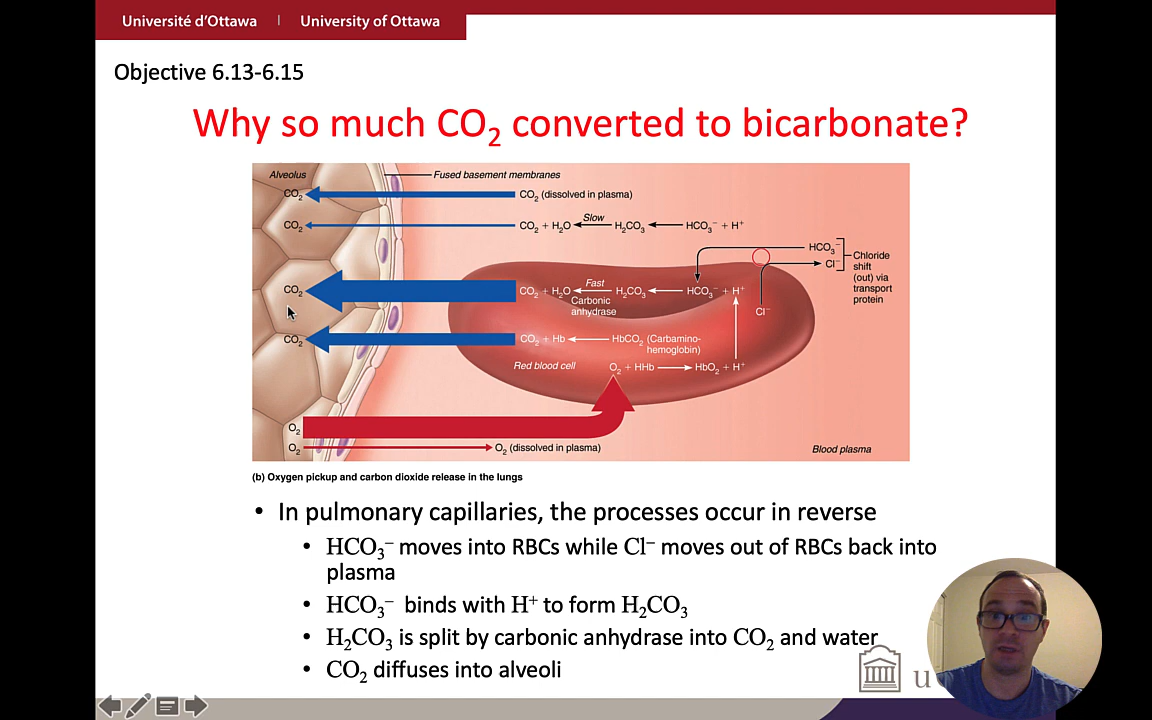 Université d'Ottawa | University of Ottawa
Objective 6.13-6.15
Why so much CO₂ converted to bicarbonate?
Alveolus
Fused basement membranes
CO₂
CO₂ (dissolved in plasma)
CO₂
CO₂ + H₂O
Slow
H₂CO₃
HCO₃⁻ + H⁺
HCO₃⁻
Cl⁻
Chloride
shift
(out) via
transport
protein
CO₂
CO₂ + H₂O
Fast
Carbonic
anhydrase
H₂CO₃
HCO₃⁻ + H⁺
Cl⁻
CO₂
CO₂ + Hb
HbCO₂ (Carbamino-
hemoglobin)
Red blood cell
O₂ + HHb
HbO₂ + H⁺
O₂
O₂
O₂ (dissolved in plasma)
Blood plasma
(b) Oxygen pickup and carbon dioxide release in the lungs
• In pulmonary capillaries, the processes occur in reverse
• HCO₃⁻ moves into RBCs while Cl⁻ moves out of RBCs back into
plasma
• HCO₃⁻ binds with H⁺ to form H₂CO₃
• H₂CO₃ is split by carbonic anhydrase into CO₂ and water
• CO₂ diffuses into alveoli